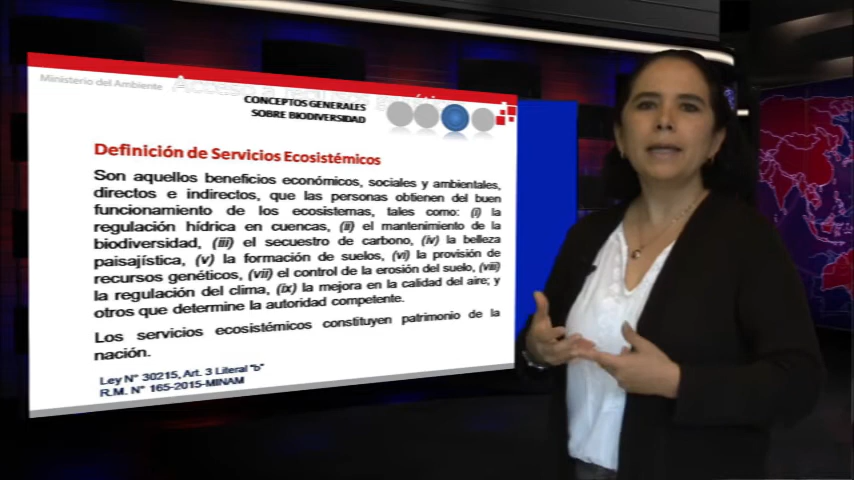 Ministerio del Ambiente
CONCEPTOS GENERALES
SOBRE BIODIVERSIDAD
Definición de Servicios Ecosistémicos
Son aquellos beneficios económicos, sociales y ambientales,
directos e indirectos, que las personas obtienen del buen
funcionamiento de los ecosistemas, tales como: (i) la
regulación hídrica en cuencas, (ii) el mantenimiento de la
biodiversidad, (iii) el secuestro de carbono, (iv) la belleza
paisajística, (v) la formación de suelos, (vi) la provisión de
recursos genéticos, (vii) el control de la erosión del suelo, (viii)
la regulación del clima, (ix) la mejora en la calidad del aire; y
otros que determine la autoridad competente.
Los servicios ecosistémicos constituyen patrimonio de la
nación.
Ley N° 30215, Art. 3 Literal "b"
R.M. N° 165-2015-MINAM